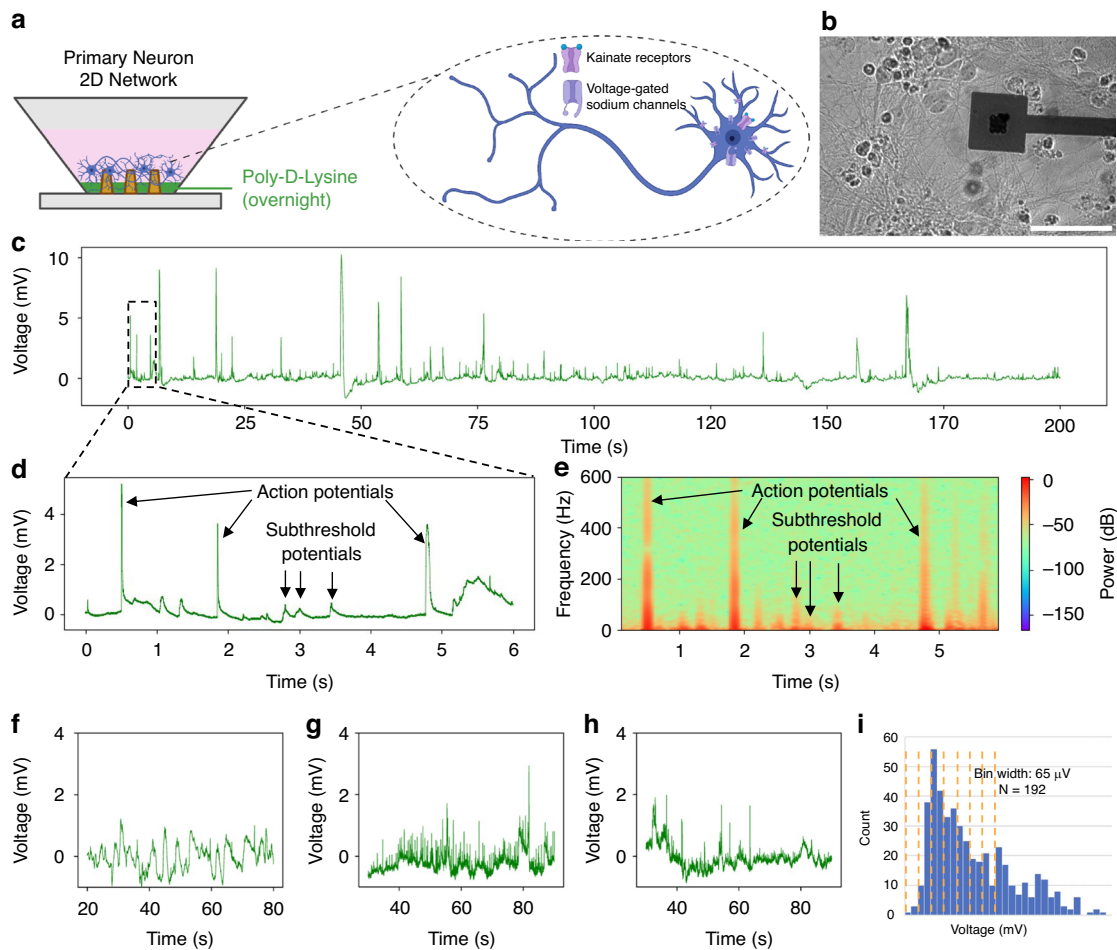 a
Primary Neuron
2D Network
Kainate receptors
Voltage-gated
sodium channels
Poly-D-Lysine
(overnight)
b
c
Voltage (mV)
10
5
0
0 25 50 75 100 120 150 170 200
Time (s)
d
Voltage (mV)
4
2
0
Action potentials
Subthreshold
potentials
0 1 2 3 4 5 6
Time (s)
e
Frequency (Hz)
600
400
200
0
Action potentials
Subthreshold
potentials
1 2 3 4 5
Time (s)
0
−50
−100
−150
Power (dB)
f
Voltage (mV)
4
2
0
20 40 60 80
Time (s)
g
Voltage (mV)
4
2
0
40 60 80
Time (s)
h
Voltage (mV)
4
2
0
40 60 80
Time (s)
i
Count
60
50
40
30
20
10
0
Bin width: 65 μV
N = 192
Voltage (mV)